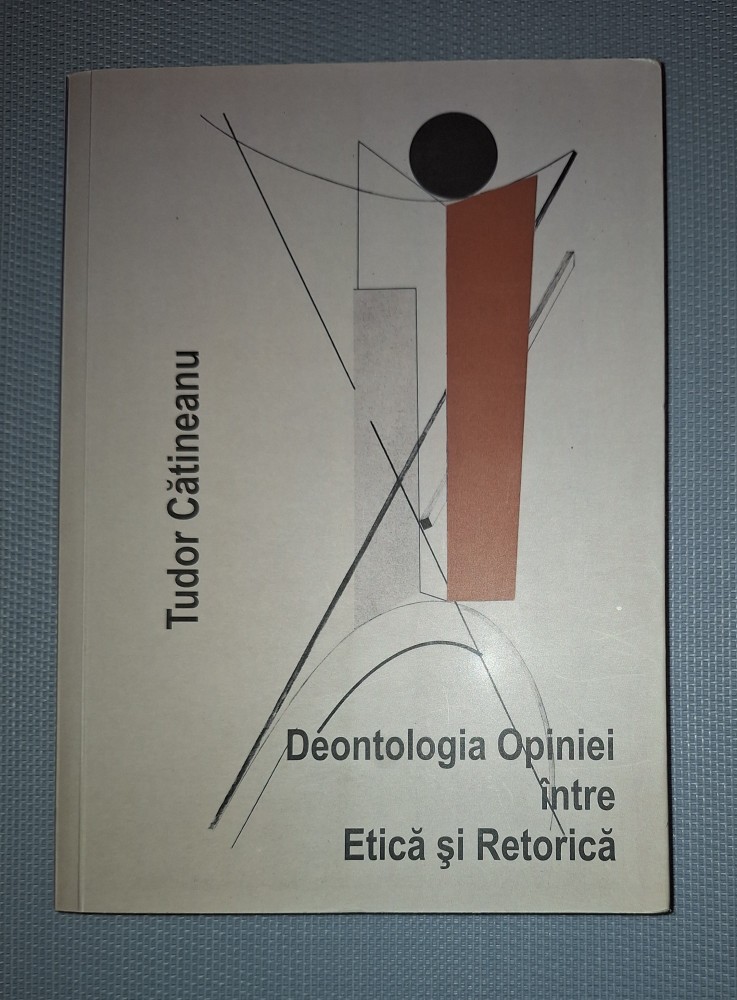 Tudor Cătineanu
Deontologia Opiniei
între
Etică şi Retorică